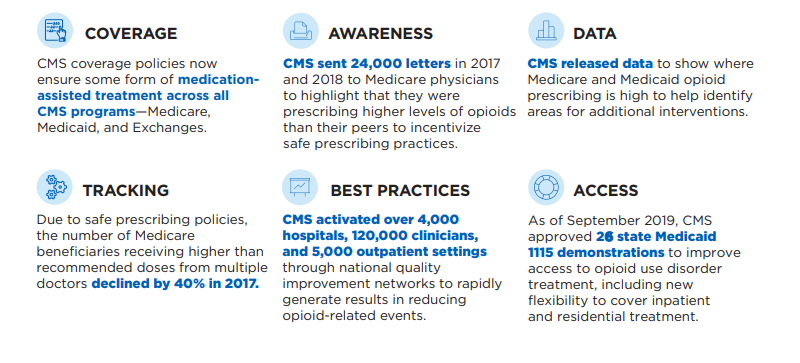 COVERAGE
CMS coverage policies now
ensure some form of medication-
assisted treatment across all
CMS programs—Medicare,
Medicaid, and Exchanges.
AWARENESS
CMS sent 24,000 letters in 2017
and 2018 to Medicare physicians
to highlight that they were
prescribing higher levels of opioids
than their peers to incentivize
safe prescribing practices.
DATA
CMS released data to show where
Medicare and Medicaid opioid
prescribing is high to help identify
areas for additional interventions.
TRACKING
Due to safe prescribing policies,
the number of Medicare
beneficiaries receiving higher than
recommended doses from multiple
doctors declined by 40% in 2017.
BEST PRACTICES
CMS activated over 4,000
hospitals, 120,000 clinicians,
and 5,000 outpatient settings
through national quality
improvement networks to rapidly
generate results in reducing
opioid-related events.
ACCESS
As of September 2019, CMS
approved 26 state Medicaid
1115 demonstrations to improve
access to opioid use disorder
treatment, including new
flexibility to cover inpatient
and residential treatment.